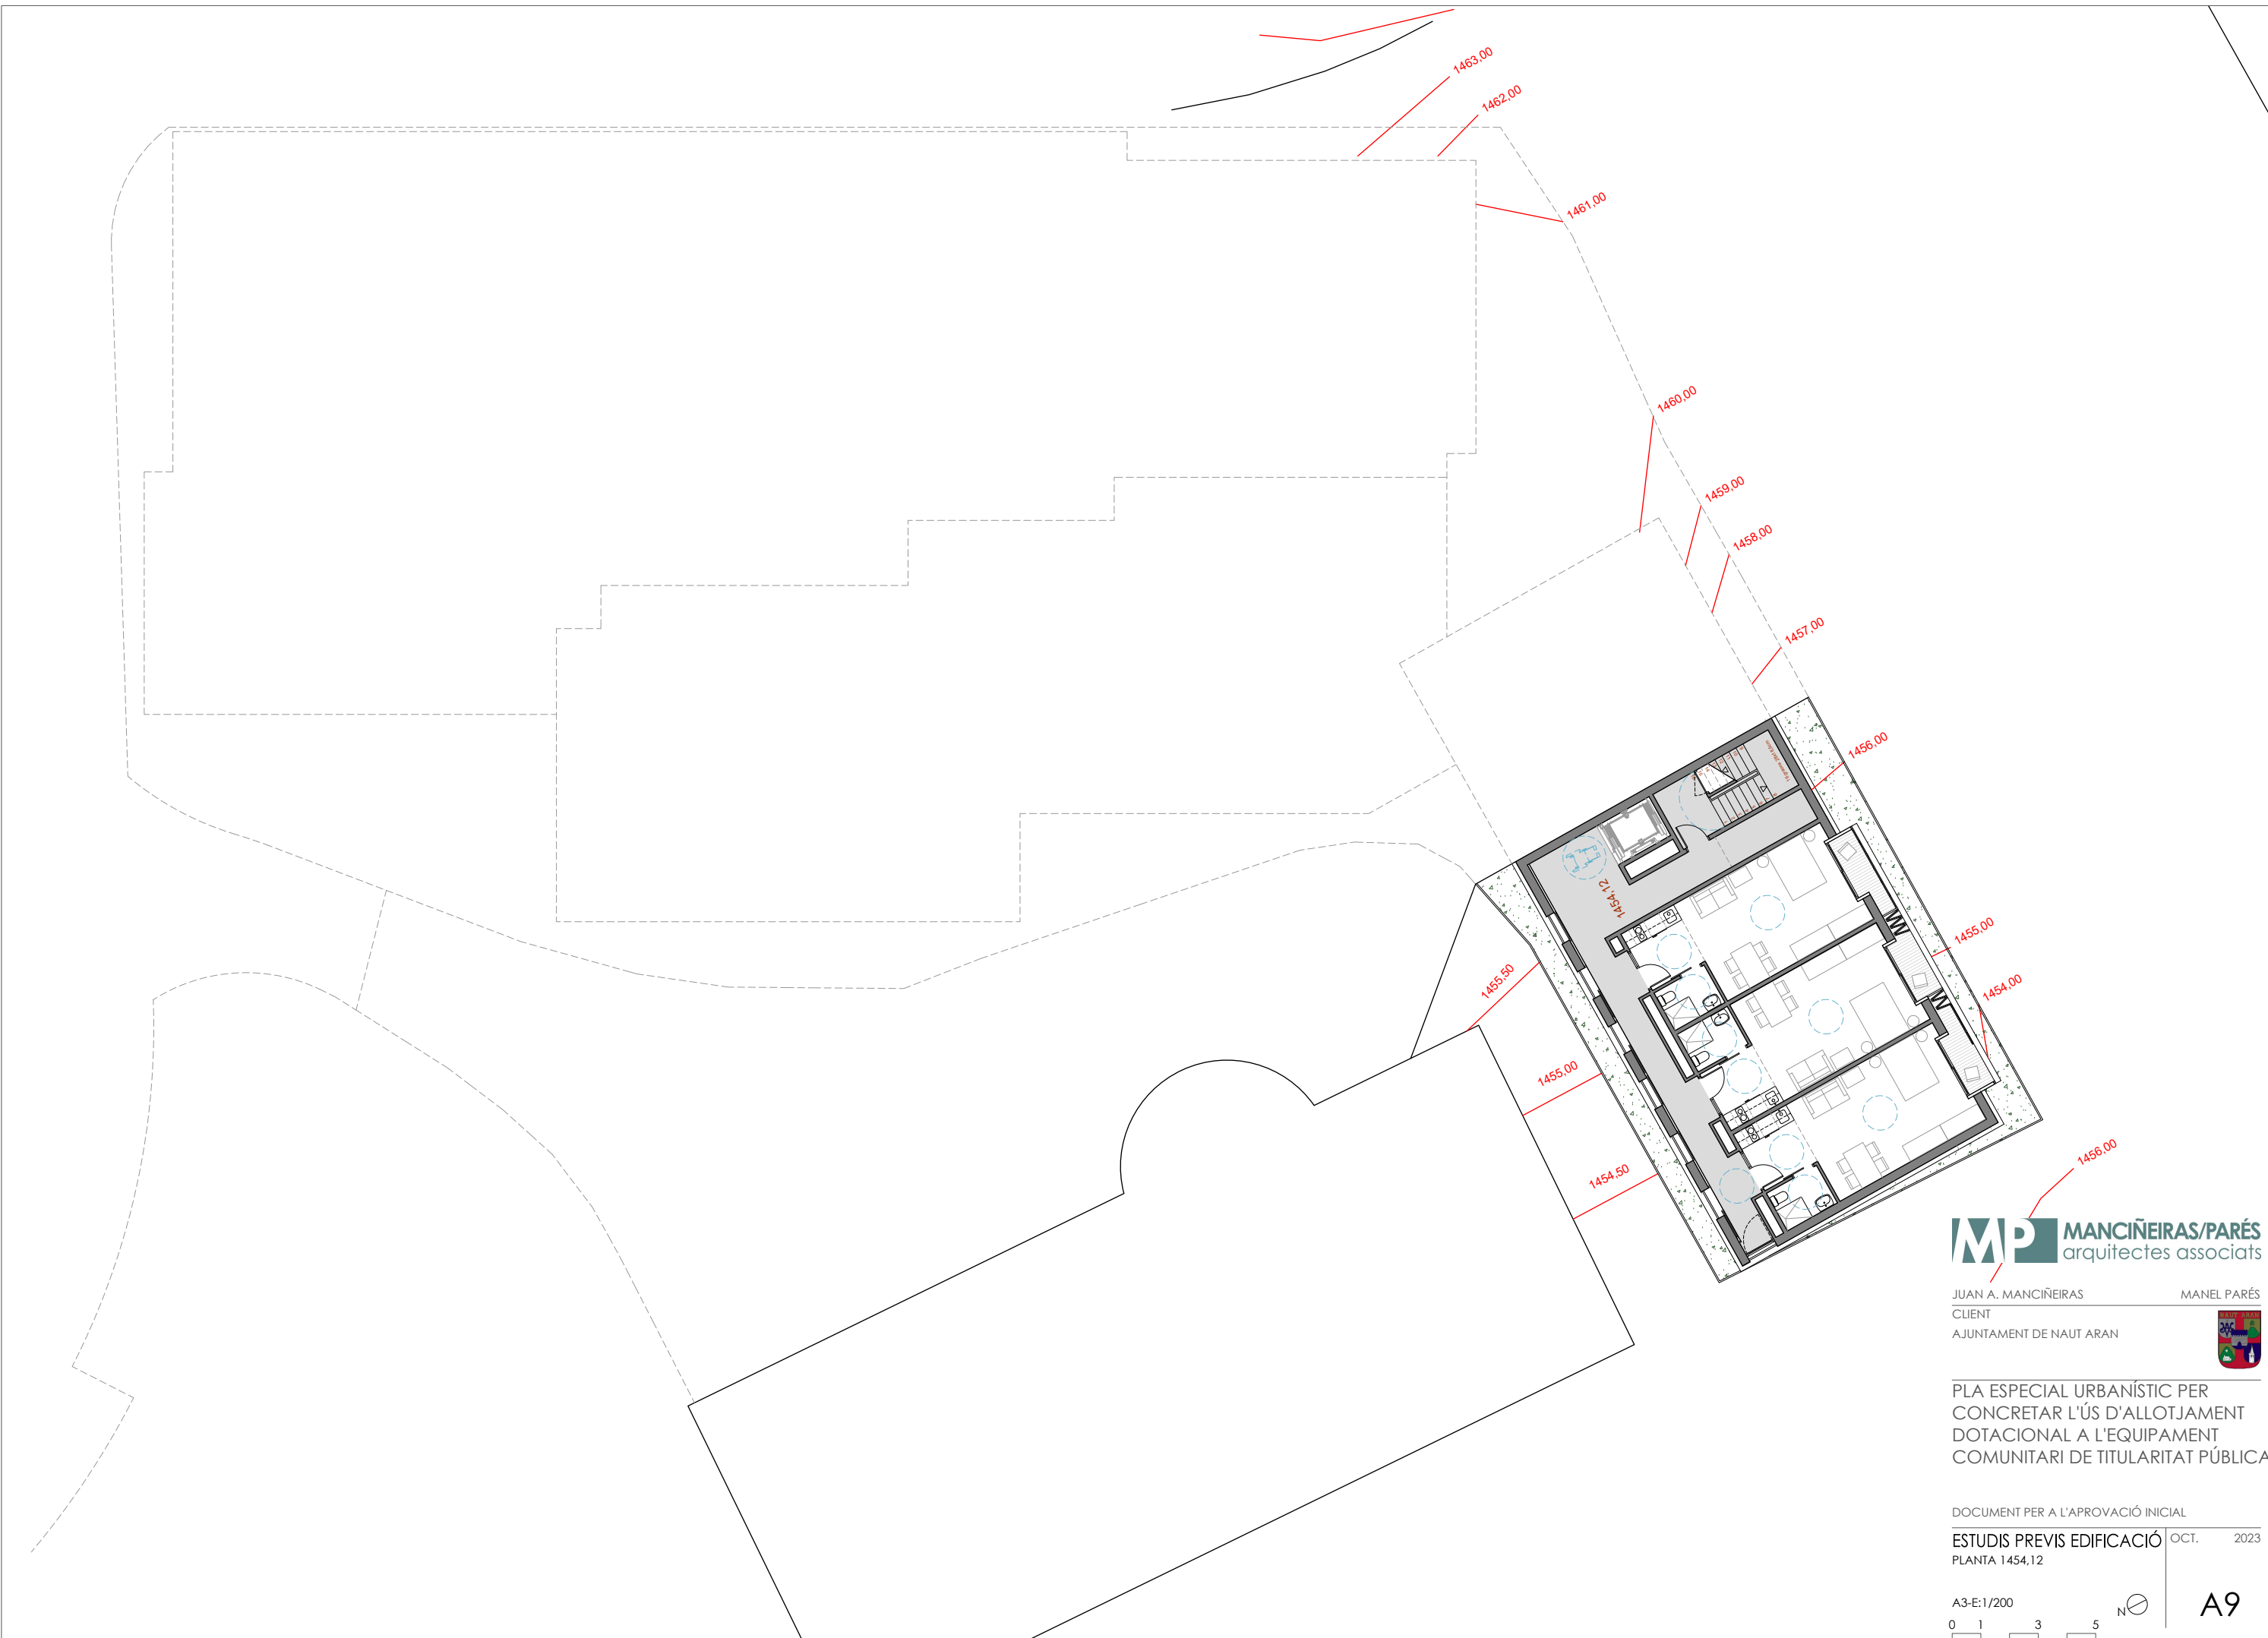 1463,00
1462,00
1461,00
1460,00
1459,00
1458,00
1457,00
1456,00
1454,12
1455,00
1455,50
1454,00
1455,00
1454,50
1456,00
MP MANCIÑEIRAS/PARÉS
arquitectes associats
JUAN A. MANCIÑEIRAS MANEL PARÉS
CLIENT
AJUNTAMENT DE NAUT ARAN
NAUT ARAN
PLA ESPECIAL URBANÍSTIC PER
CONCRETAR L'ÚS D'ALLOTJAMENT
DOTACIONAL A L'EQUIPAMENT
COMUNITARI DE TITULARITAT PÚBLICA
DOCUMENT PER A L'APROVACIÓ INICIAL
ESTUDIS PREVIS EDIFICACIÓ OCT. 2023
PLANTA 1454,12
A3-E:1/200 N A9
0 1 3 5